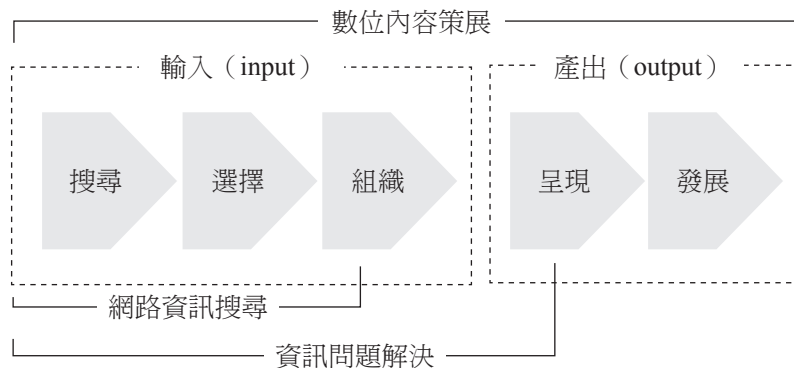 數位內容策展
輸入（input）
產出（output）
搜尋
選擇
組織
呈現
發展
網路資訊搜尋
資訊問題解決